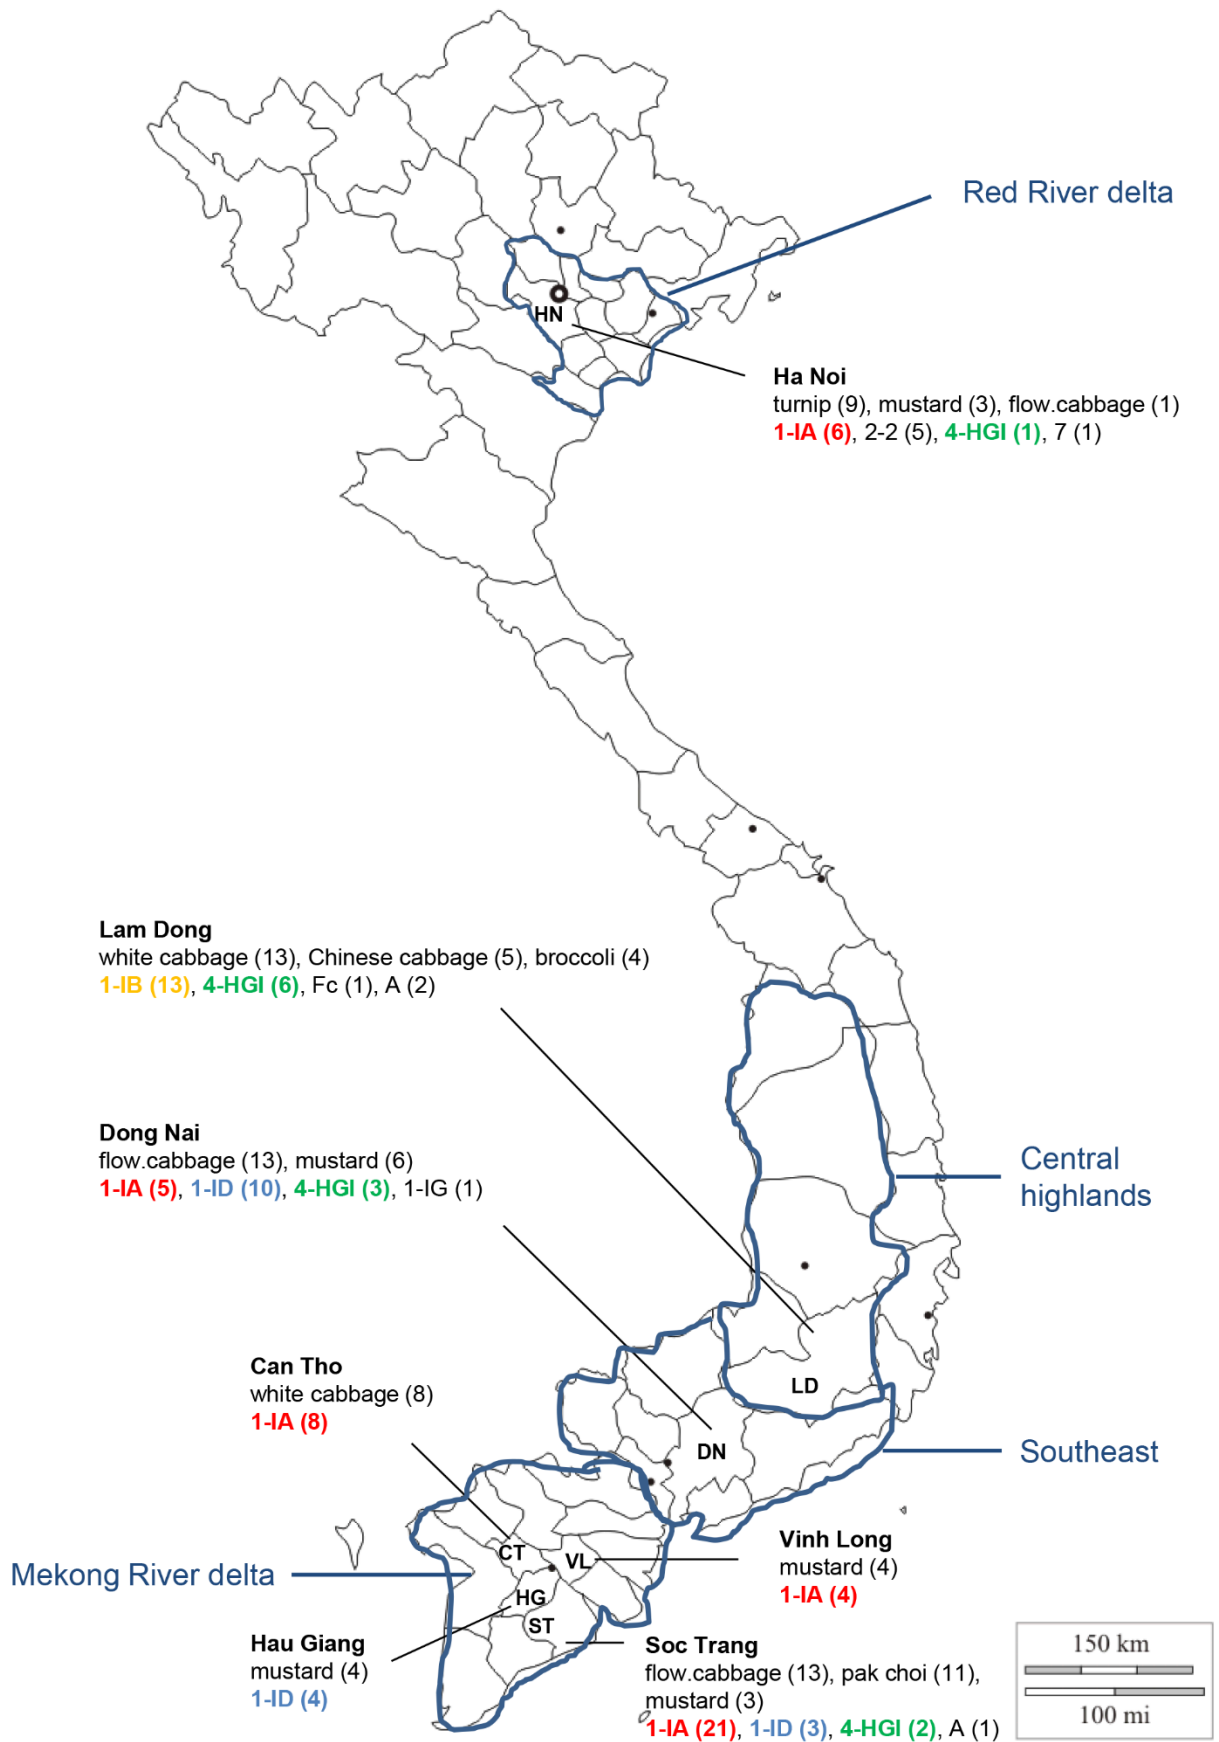 Red River delta
HN
Ha Noi
turnip (9), mustard (3), flow.cabbage (1)
1-IA (6), 2-2 (5), 4-HGI (1), 7 (1)
Lam Dong
white cabbage (13), Chinese cabbage (5), broccoli (4)
1-IB (13), 4-HGI (6), Fc (1), A (2)
Dong Nai
flow.cabbage (13), mustard (6)
1-IA (5), 1-ID (10), 4-HGI (3), 1-IG (1)
Central
highlands
Can Tho
white cabbage (8)
1-IA (8)
LD
DN
Southeast
CT
VL
Vinh Long
mustard (4)
1-IA (4)
Mekong River delta
HG
ST
Hau Giang
mustard (4)
1-ID (4)
Soc Trang
flow.cabbage (13), pak choi (11),
mustard (3)
1-IA (21), 1-ID (3), 4-HGI (2), A (1)
150 km
100 mi